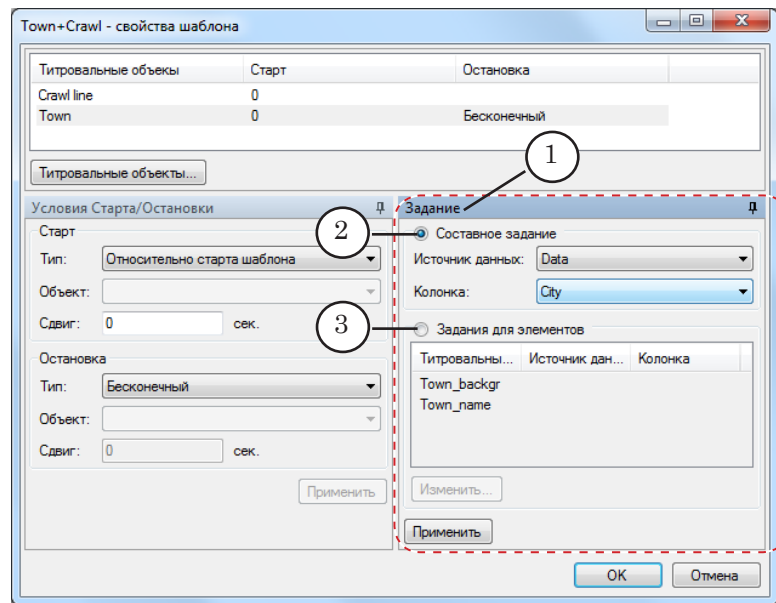 Town+Crawl - свойства шаблона
Титровальные объекы Старт Остановка
Crawl line 0
Town 0 Бесконечный
Титровальные объекты...
1
Условия Старта/Остановки
Старт
Тип: Относительно старта шаблона
Объект:
Сдвиг: 0 сек.
Остановка
Тип: Бесконечный
Объект:
Сдвиг: 0 сек.
Применить
Задание
2
Составное задание
Источник данных: Data
Колонка: City
3
Задания для элементов
Титровальны... Источник дан... Колонка
Town_backgr
Town_name
Изменить...
Применить
OK Отмена